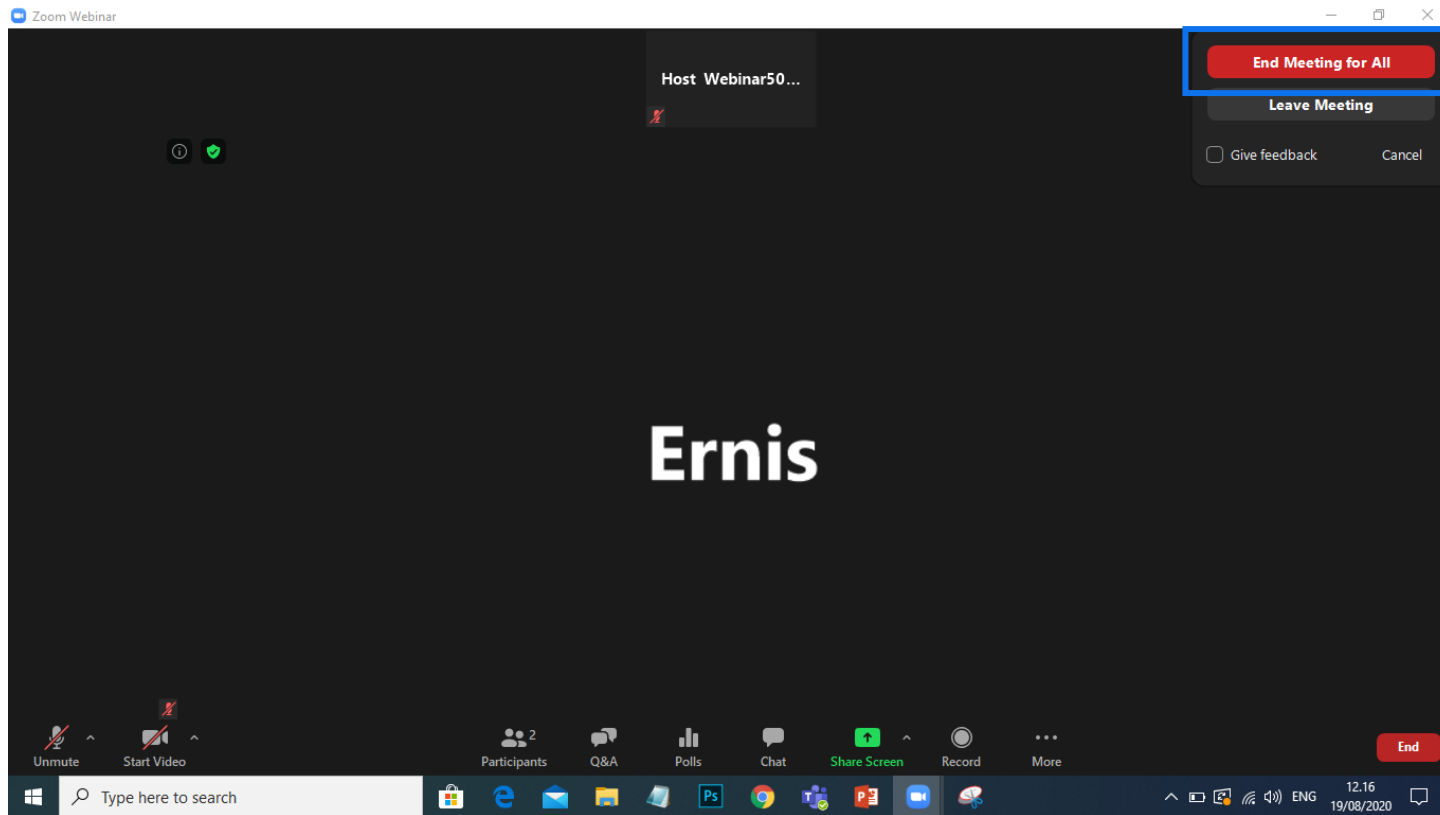 Zoom Webinar
Host Webinar50...
End Meeting for All
Leave Meeting
Give feedback Cancel
Ernis
Unmute Start Video 2 Participants Q&A Polls Chat Share Screen Record More End
Type here to search
Ps
ENG
12.16
19/08/2020